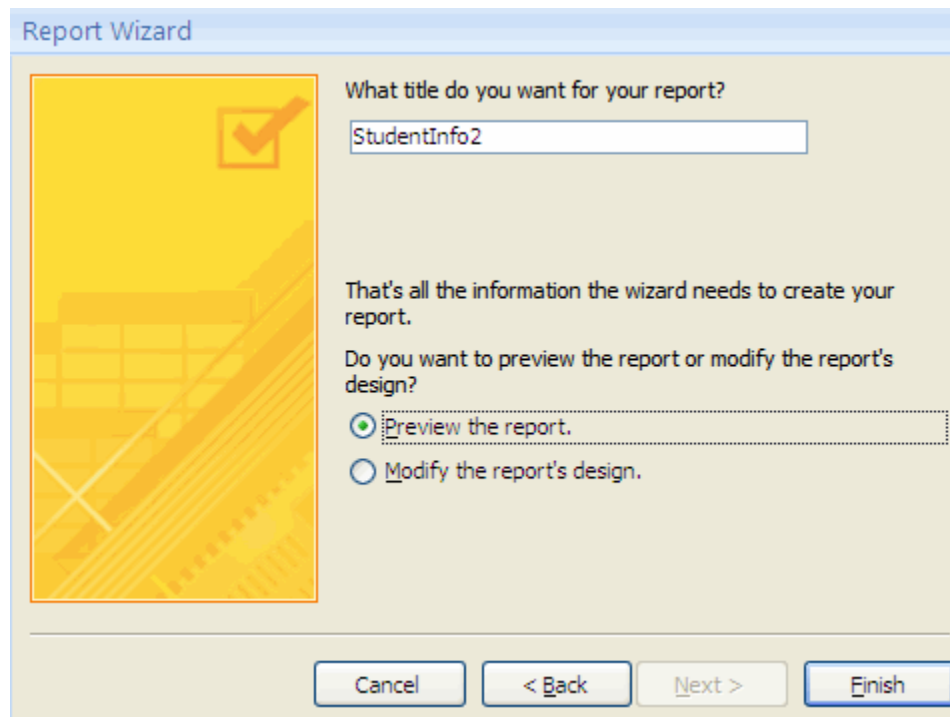 Report Wizard
What title do you want for your report?
StudentInfo2
That's all the information the wizard needs to create your
report.
Do you want to preview the report or modify the report's
design?
Preview the report.
Modify the report's design.
Cancel
< Back
Next >
Finish